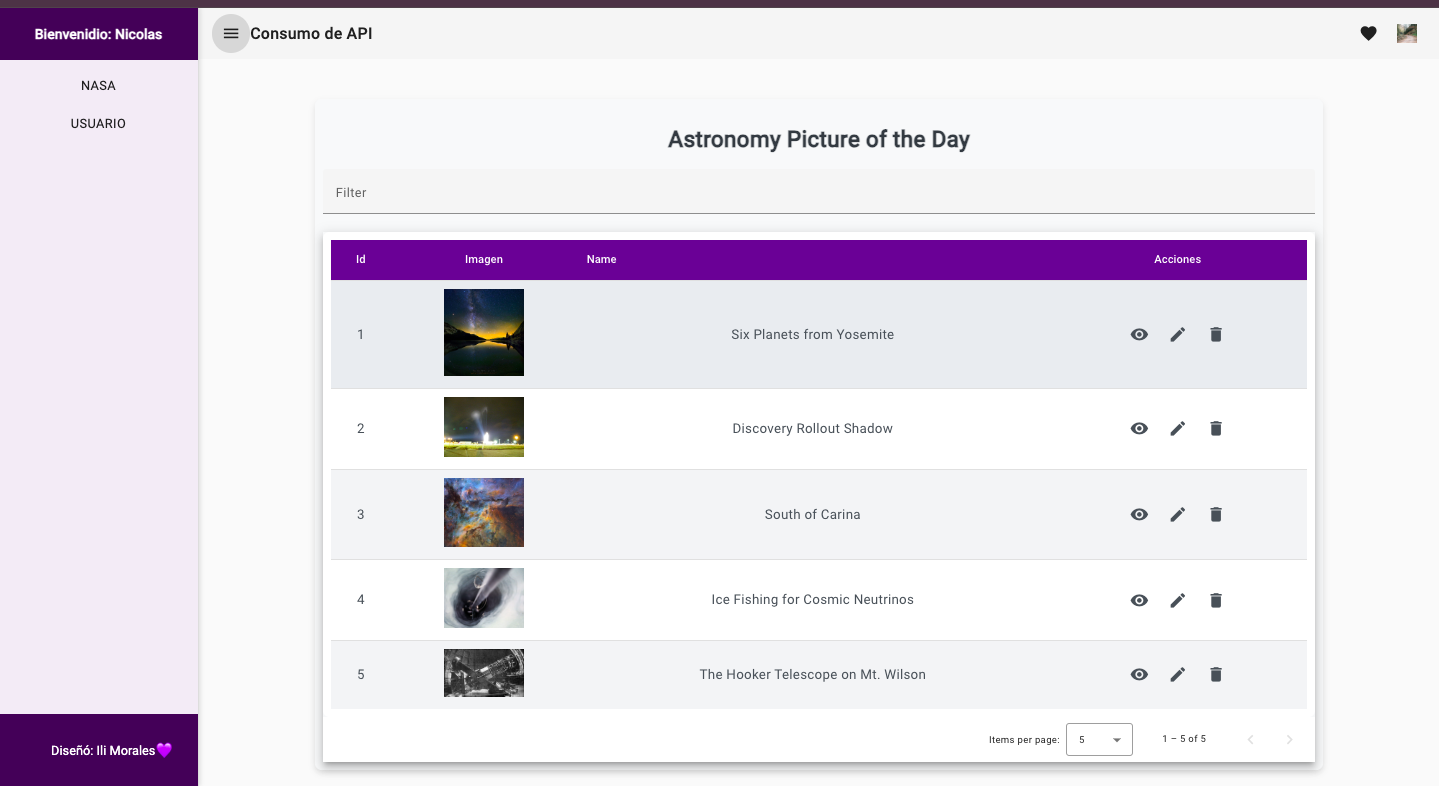 Bienvenidio: Nicolas
Consumo de API
NASA
USUARIO
Astronomy Picture of the Day
Filter
Id Imagen Name Acciones
1 Six Planets from Yosemite
2 Discovery Rollout Shadow
3 South of Carina
4 Ice Fishing for Cosmic Neutrinos
5 The Hooker Telescope on Mt. Wilson
Items per page: 5 1 – 5 of 5
Diseñó: Ili Morales💜